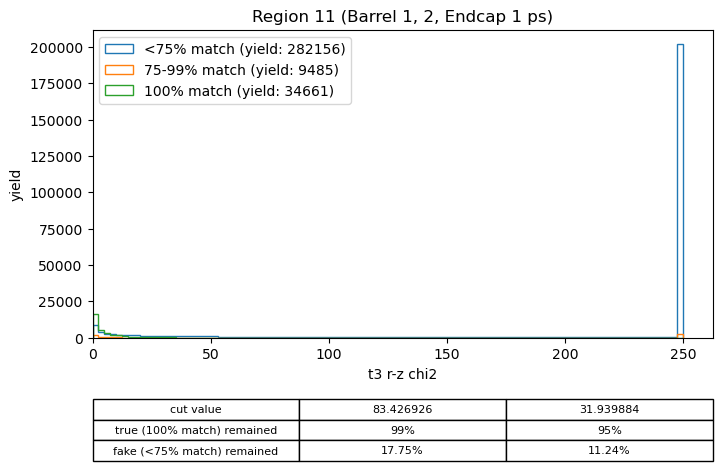 Region 11 (Barrel 1, 2, Endcap 1 ps)
<75% match (yield: 282156)
75-99% match (yield: 9485)
100% match (yield: 34661)
yield
200000
175000
150000
125000
100000
75000
50000
25000
0
0 50 100 150 200 250
t3 r-z chi2
cut value 83.426926 31.939884
true (100% match) remained 99% 95%
fake (<75% match) remained 17.75% 11.24%